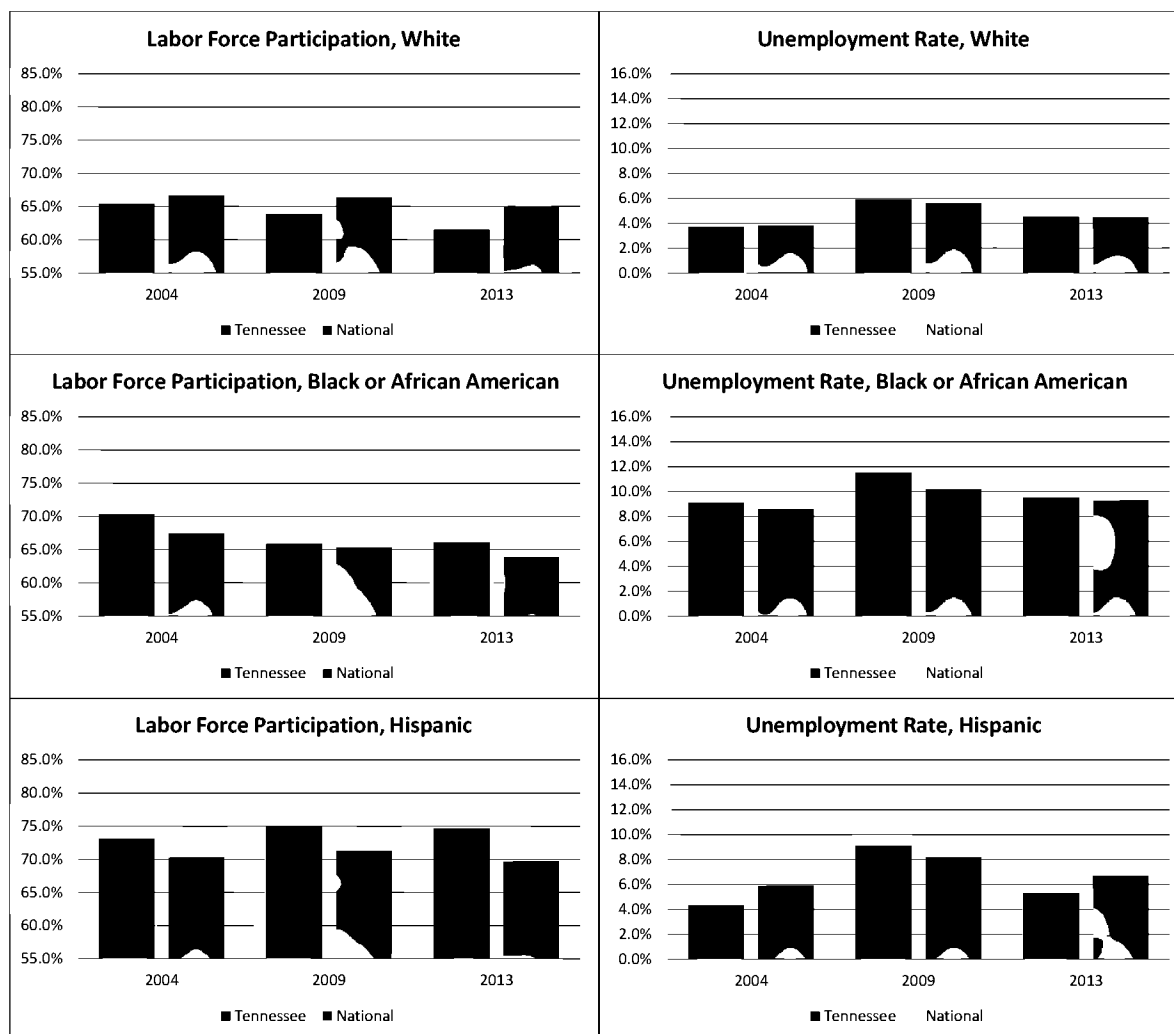 Labor Force Participation, White
85.0%
80.0%
75.0%
70.0%
65.0%
60.0%
55.0%
2004 2009 2013
■ Tennessee ■ National
Unemployment Rate, White
16.0%
14.0%
12.0%
10.0%
8.0%
6.0%
4.0%
2.0%
0.0%
2004 2009 2013
■ Tennessee National
Labor Force Participation, Black or African American
85.0%
80.0%
75.0%
70.0%
65.0%
60.0%
55.0%
2004 2009 2013
■ Tennessee ■ National
Unemployment Rate, Black or African American
16.0%
14.0%
12.0%
10.0%
8.0%
6.0%
4.0%
2.0%
0.0%
2004 2009 2013
■ Tennessee National
Labor Force Participation, Hispanic
85.0%
80.0%
75.0%
70.0%
65.0%
60.0%
55.0%
2004 2009 2013
■ Tennessee ■ National
Unemployment Rate, Hispanic
16.0%
14.0%
12.0%
10.0%
8.0%
6.0%
4.0%
2.0%
0.0%
2004 2009 2013
■ Tennessee National